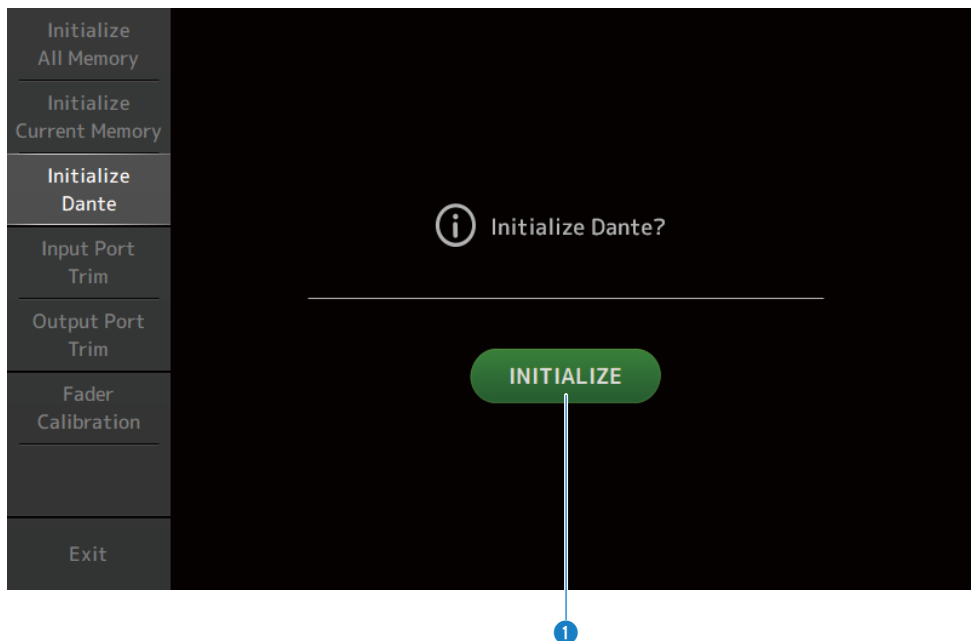 Initialize
All Memory
Initialize
Current Memory
Initialize
Dante
Input Port
Trim
Output Port
Trim
Fader
Calibration
Exit
Initialize Dante?
INITIALIZE
1